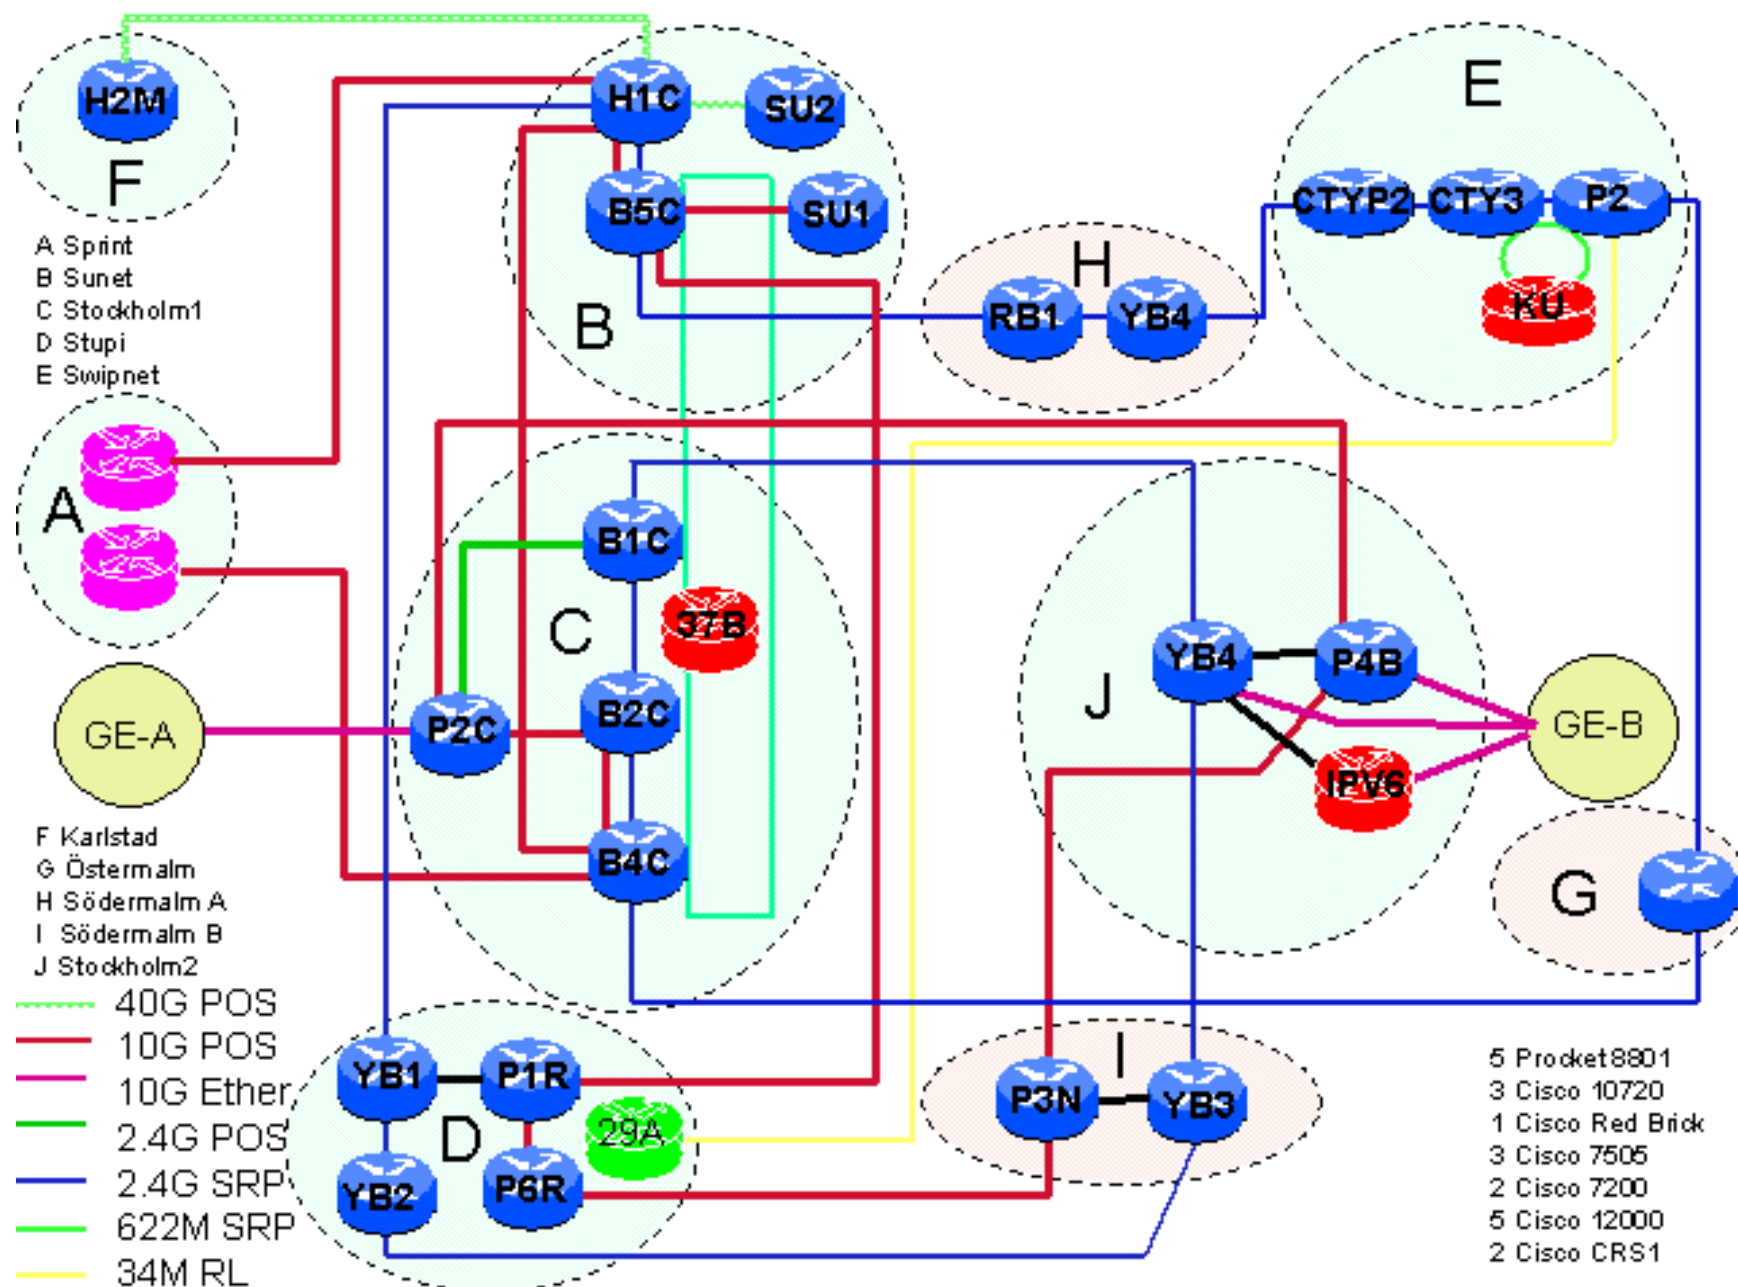 H2M
F
H1C
SU2
B5C
SU1
B
E
CTYP2
CTY3
P2
KU
H
RB1
YB4
A Sprint
B Sunet
C Stockholm1
D Stupi
E Swipnet
A
B1C
C
37B
B2C
P2C
B4C
GE-A
J
YB4
P4B
IPV6
GE-B
G
F Karlstad
G Östermalm
H Södermalm A
I Södermalm B
J Stockholm2
40G POS
10G POS
10G Ether
2.4G POS
2.4G SRP
622M SRP
34M RL
YB1
P1R
D
29A
YB2
P6R
I
P3N
YB3
5 Procket8801
3 Cisco 10720
1 Cisco Red Brick
3 Cisco 7505
2 Cisco 7200
5 Cisco 12000
2 Cisco CRS1